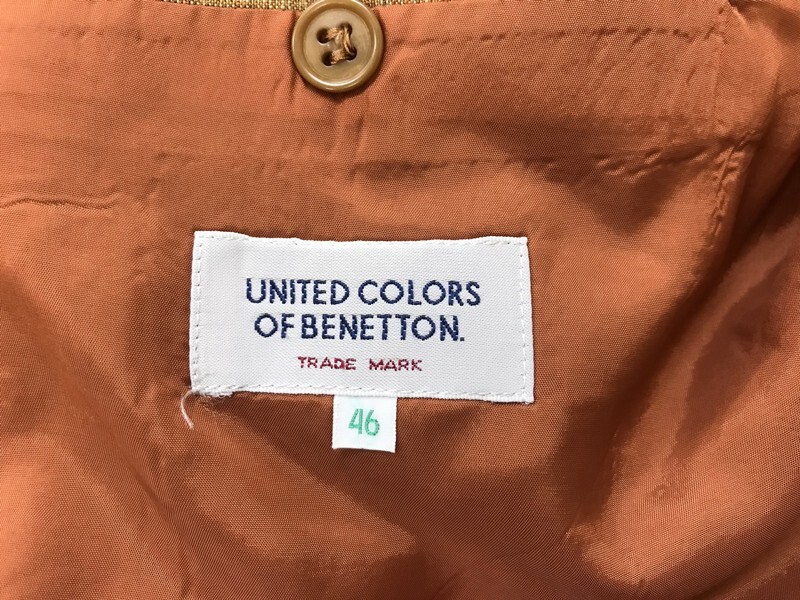 UNITED COLORS
OF BENETTON.
TRADE MARK
46